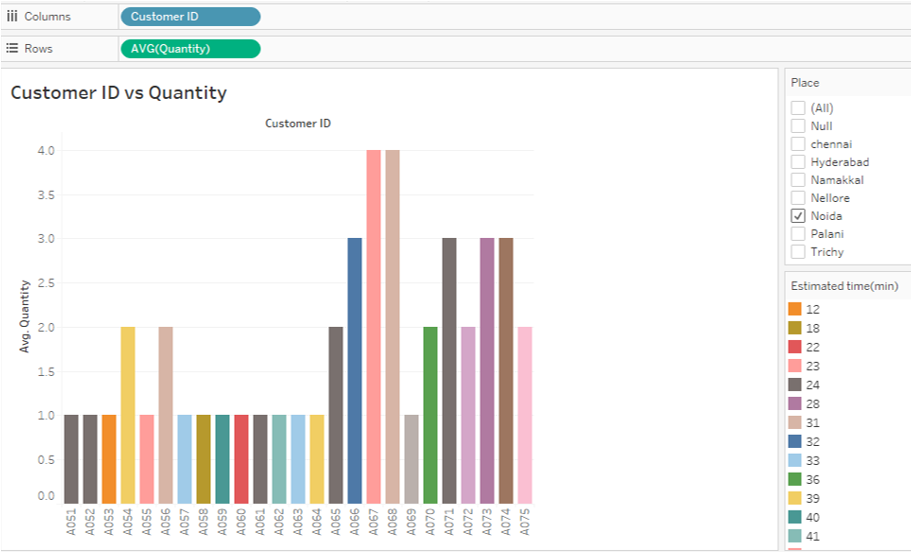 Columns
Customer ID
Rows
AVG(Quantity)
Customer ID vs Quantity
Customer ID
Avg. Quantity
4.0
3.5
3.0
2.5
2.0
1.5
1.0
0.5
0.0
A051
A052
A053
A054
A055
A056
A057
A058
A059
A060
A061
A062
A063
A064
A065
A066
A067
A068
A069
A070
A071
A072
A073
A074
A075
Place
(All)
Null
chennai
Hyderabad
Namakkal
Nellore
Noida
Palani
Trichy
Estimated time(min)
12
18
22
23
24
28
31
32
33
36
39
40
41